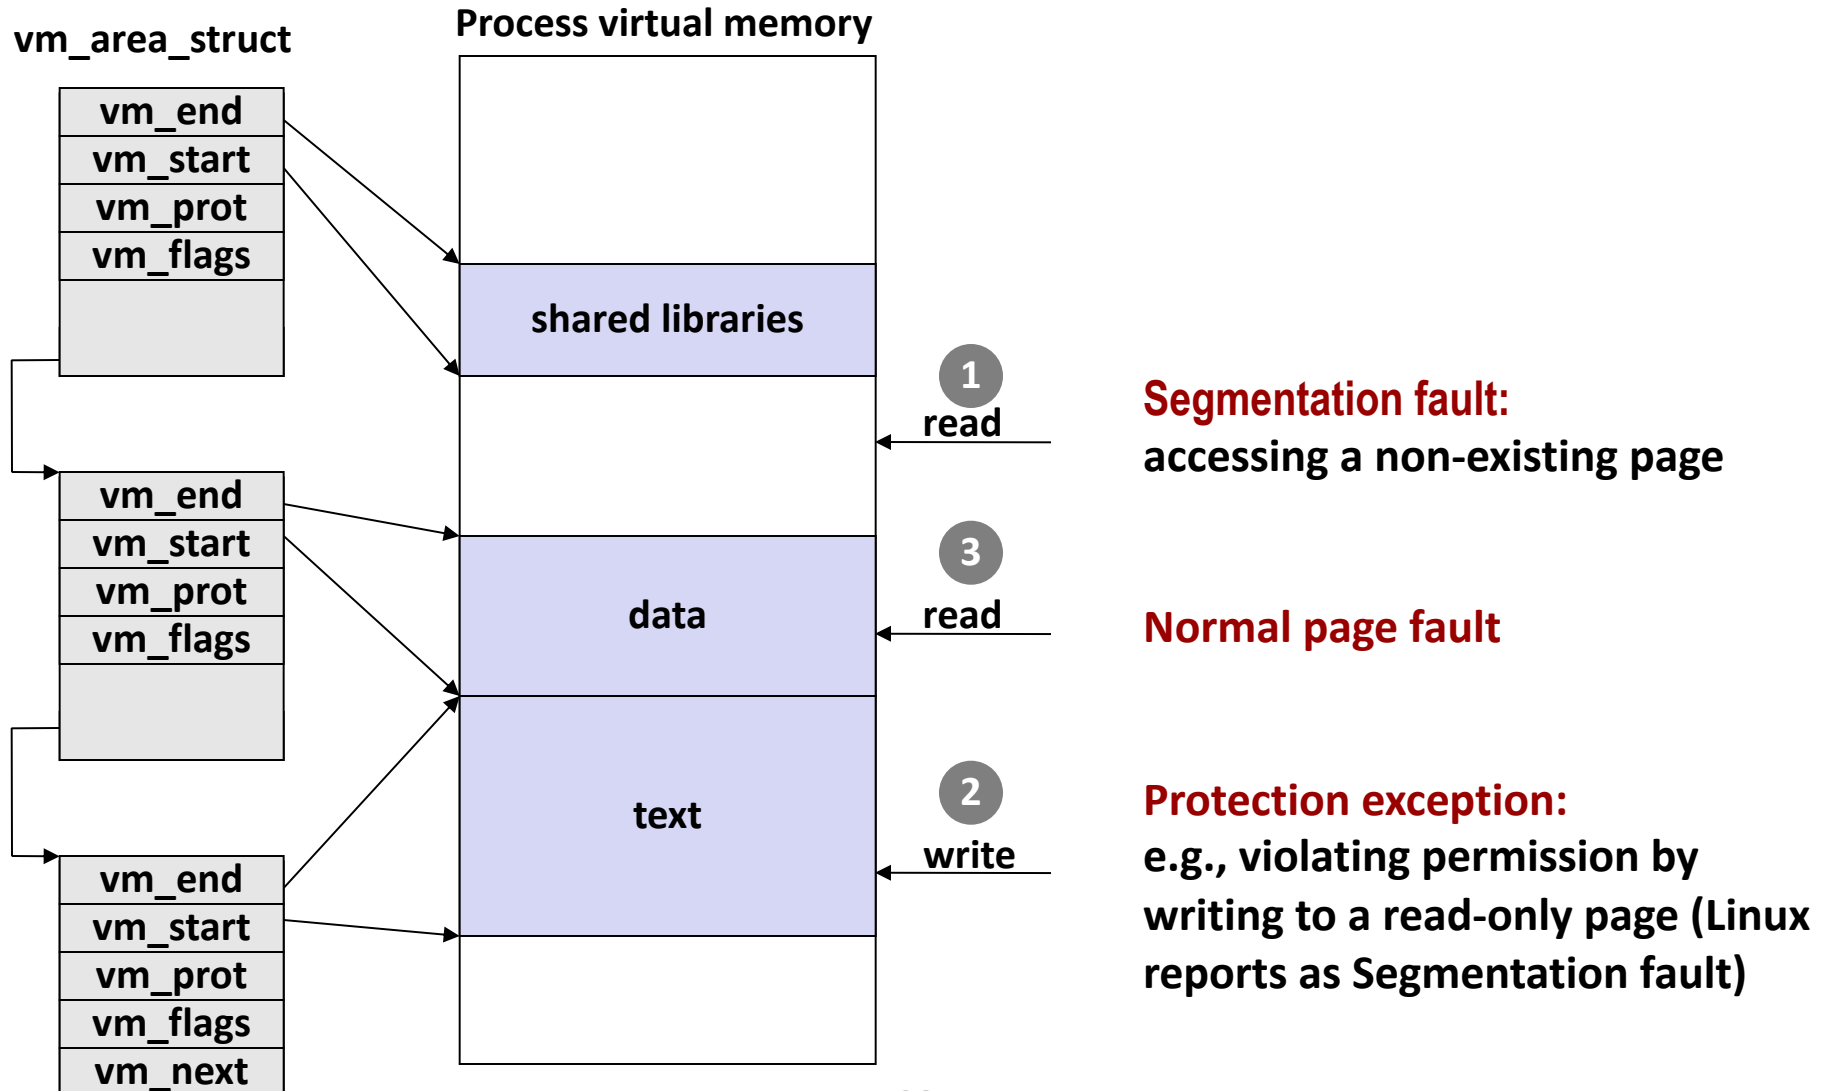 vm_area_struct
Process virtual memory
vm_end
vm_start
vm_prot
vm_flags
shared libraries
1
read
Segmentation fault:
accessing a non-existing page
vm_end
vm_start
vm_prot
vm_flags
data
3
read
Normal page fault
text
2
write
Protection exception:
e.g., violating permission by
writing to a read-only page (Linux
reports as Segmentation fault)
vm_end
vm_start
vm_prot
vm_flags
vm_next